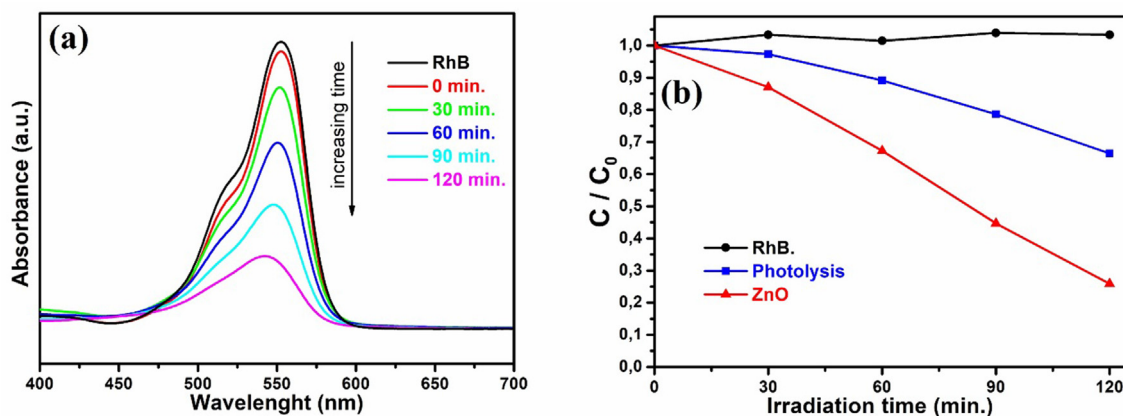 (a)
RhB
0 min.
30 min.
60 min.
90 min.
120 min.
increasing time
Absorbance (a.u.)
400 450 500 550 600 650 700
Wavelenght (nm)
(b)
1,0
0,9
0,8
0,7
0,6
0,5
0,4
0,3
0,2
0,1
0,0
C / C0
RhB.
Photolysis
ZnO
0 30 60 90 120
Irradiation time (min.)